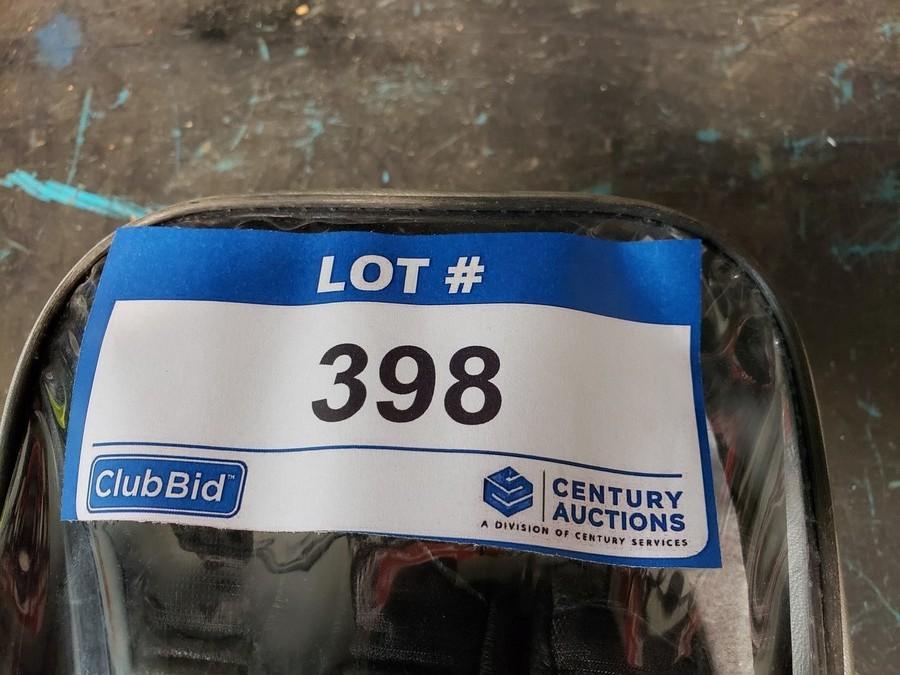 LOT #
398
ClubBid™
CENTURY
AUCTIONS
A DIVISION OF CENTURY SERVICES